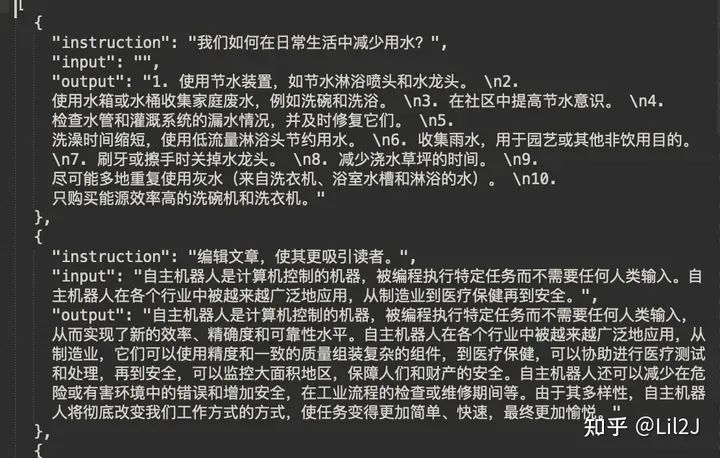 [
{
"instruction": "我们如何在日常生活中减少用水？",
"input": "",
"output": "1. 使用节水装置，如节水淋浴喷头和水龙头。 \n2.
使用水箱或水桶收集家庭废水，例如洗碗和洗浴。 \n3. 在社区中提高节水意识。 \n4.
检查水管和灌溉系统的漏水情况，并及时修复它们。 \n5.
洗澡时间缩短，使用低流量淋浴头节约用水。 \n6. 收集雨水，用于园艺或其他非饮用目的。
\n7. 刷牙或擦手时关掉水龙头。 \n8. 减少浇水草坪的时间。 \n9.
尽可能多地重复使用灰水（来自洗衣机、浴室水槽和淋浴的水）。 \n10.
只购买能源效率高的洗碗机和洗衣机。"
},
{
"instruction": "编辑文章，使其更吸引读者。",
"input": "自主机器人是计算机控制的机器，被编程执行特定任务而不需要任何人类输入。自
主机器人在各个行业中被越来越广泛地应用，从制造业到医疗保健再到安全。",
"output": "自主机器人是计算机控制的机器，被编程执行特定任务而不需要任何人类输入，
从而实现了新的效率、精确度和可靠性水平。自主机器人在各个行业中被越来越广泛地应用，从
制造业，它们可以使用精度和一致的质量组装复杂的组件，到医疗保健，可以协助进行医疗测试
和处理，再到安全，可以监控大面积地区，保障人们和财产的安全。自主机器人还可以减少在危
险或有害环境中的错误和增加安全，在工业流程的检查或维修期间等。由于其多样性，自主机器
人将彻底改变我们工作方式的方式，使任务变得更加简单、快速，最终更加愉悦。"
},
{
知乎 @Lil2J